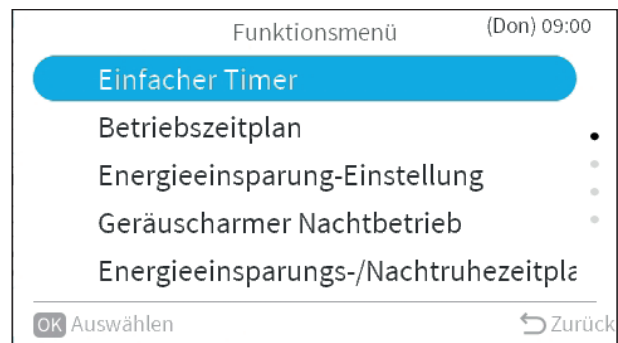 Funktionsmenü (Don) 09:00
Einfacher Timer
Betriebszeitplan
Energieeinsparung-Einstellung
Geräuscharmer Nachtbetrieb
Energieeinsparungs-/Nachtruhezeitpla
OK Auswählen Zurück